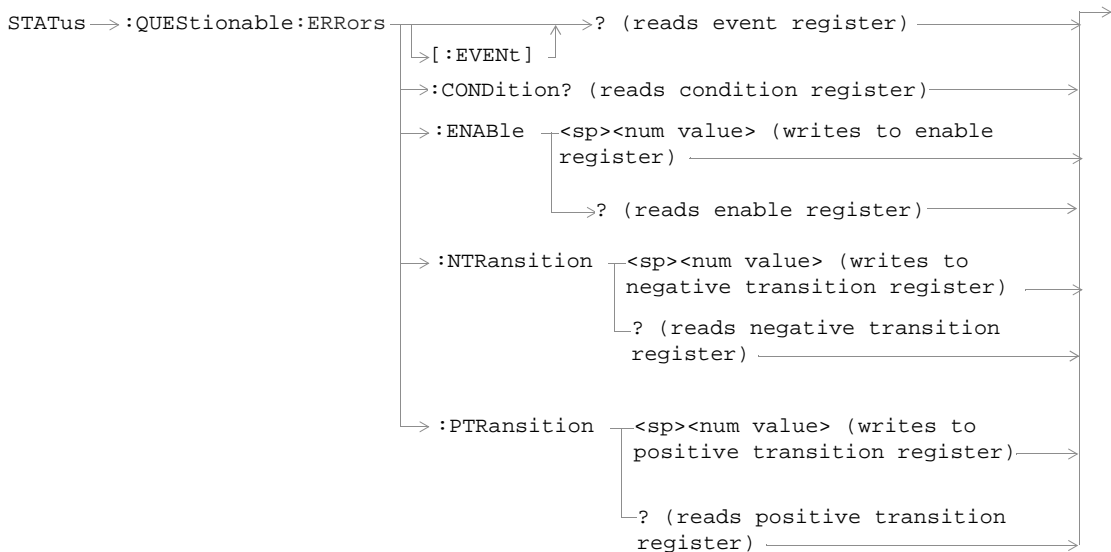 STATus :QUEStionable:ERRors ? (reads event register)
[:EVENt]
:CONDition? (reads condition register)
:ENABle <sp><num value> (writes to enable
register)
? (reads enable register)
:NTRansition <sp><num value> (writes to
negative transition register)
? (reads negative transition
register)
:PTRansition <sp><num value> (writes to
positive transition register)
? (reads positive transition
register)